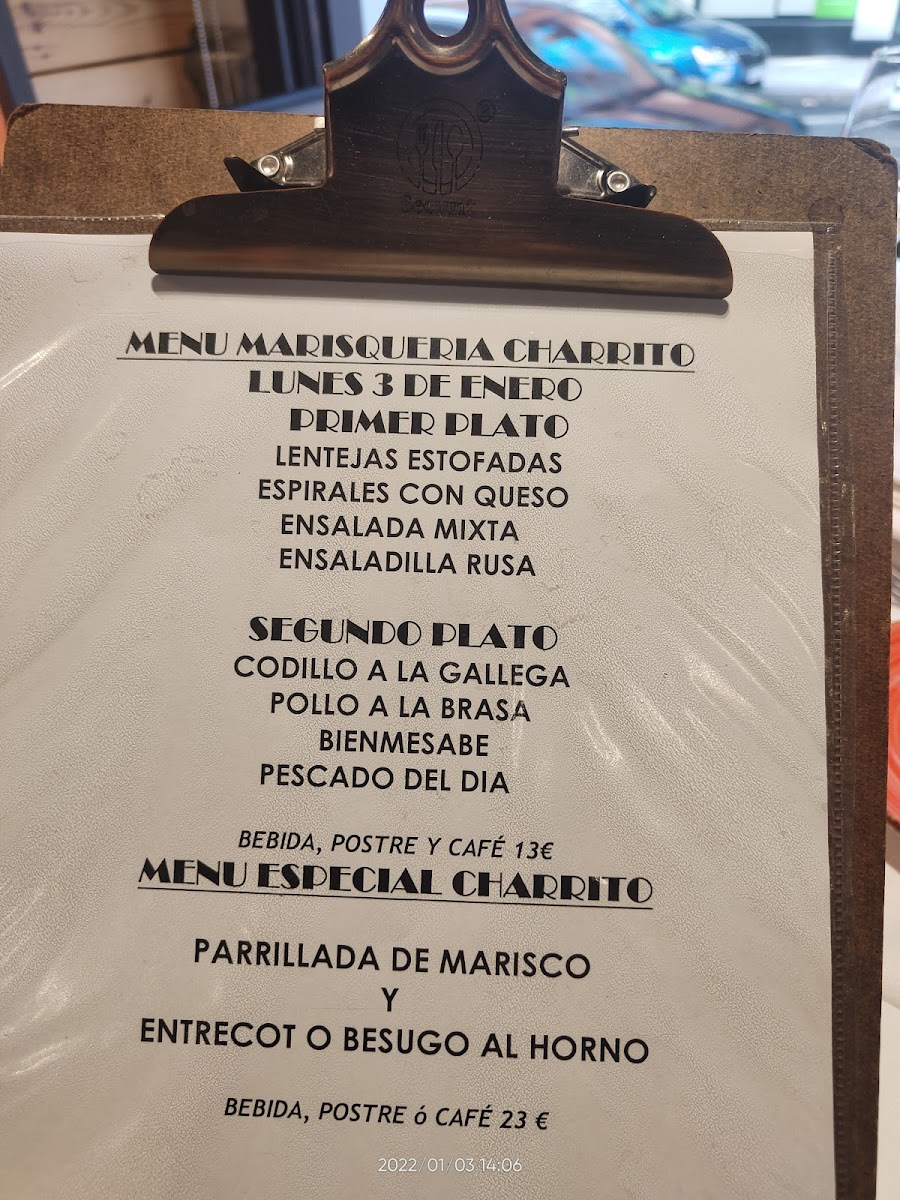 MENU MARISQUERIA CHARRITO
LUNES 3 DE ENERO
PRIMER PLATO
LENTEJAS ESTOFADAS
ESPIRALES CON QUESO
ENSALADA MIXTA
ENSALADILLA RUSA
SEGUNDO PLATO
CODILLO A LA GALLEGA
POLLO A LA BRASA
BIENMESABE
PESCADO DEL DIA
BEBIDA, POSTRE Y CAFÉ 13€
MENU ESPECIAL CHARRITO
PARRILLADA DE MARISCO
Y
ENTRECOT O BESUGO AL HORNO
BEBIDA, POSTRE ó CAFÉ 23 €
2022/01/03 14:06